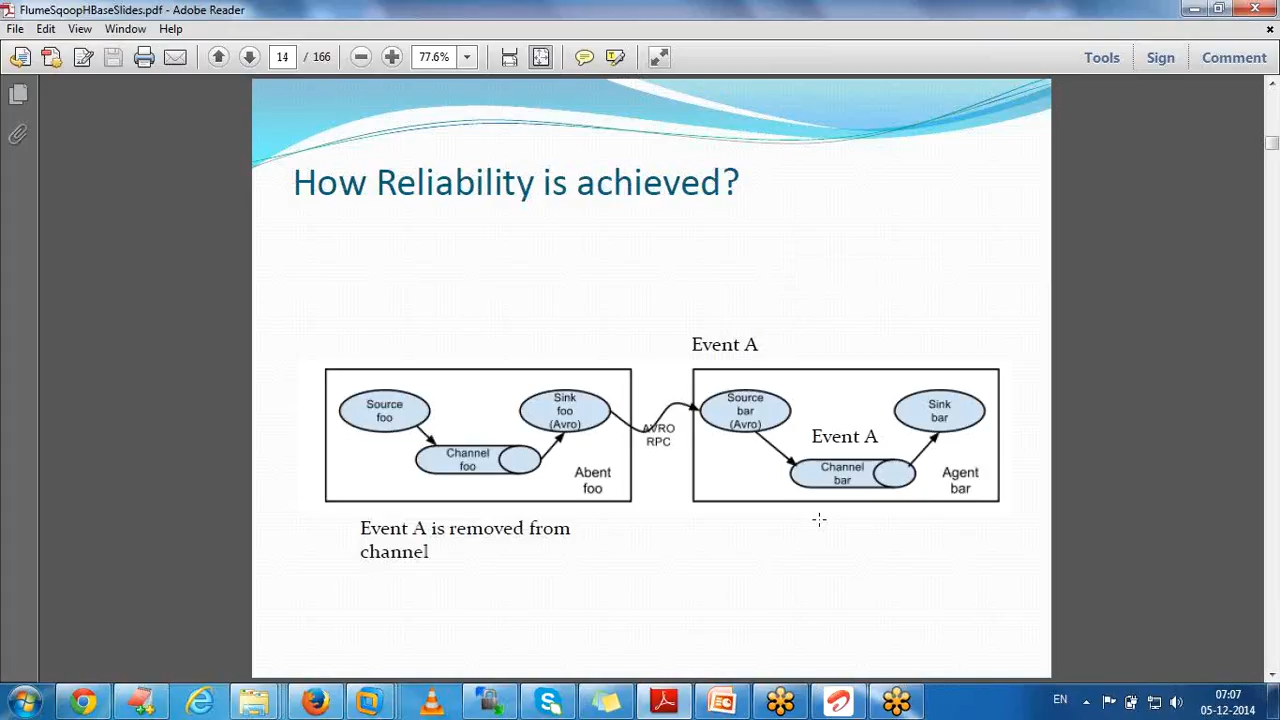 FlumeSqoopHBaseSlides.pdf - Adobe Reader
File Edit View Window Help
14 / 166 77.6% Tools Sign Comment
How Reliability is achieved?
Event A
Source
foo
Sink
foo
(Avro)
Channel
foo
Abent
foo
AVRO
RPC
Source
bar
(Avro)
Sink
bar
Event A
Channel
bar
Agent
bar
Event A is removed from
channel
EN
07:07
05-12-2014